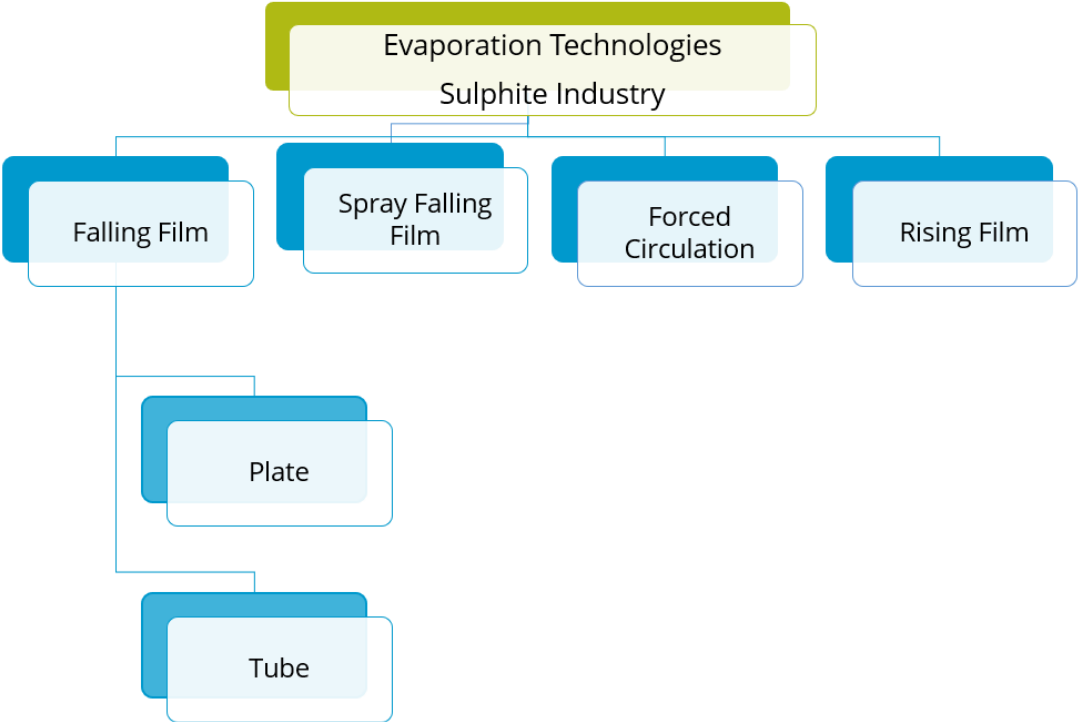 Evaporation Technologies
Sulphite Industry
Falling Film
Spray Falling
Film
Forced
Circulation
Rising Film
Plate
Tube